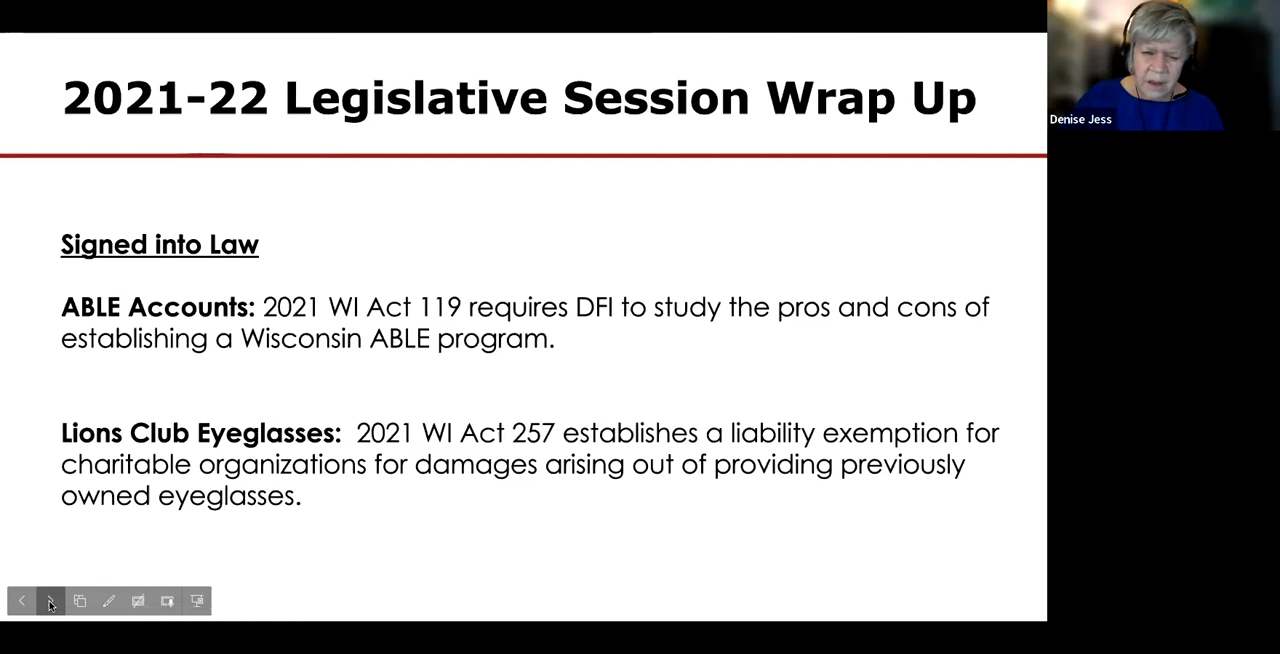 2021-22 Legislative Session Wrap Up
Denise Jess
Signed into Law
ABLE Accounts: 2021 WI Act 119 requires DFI to study the pros and cons of
establishing a Wisconsin ABLE program.
Lions Club Eyeglasses:  2021 WI Act 257 establishes a liability exemption for
charitable organizations for damages arising out of providing previously
owned eyeglasses.